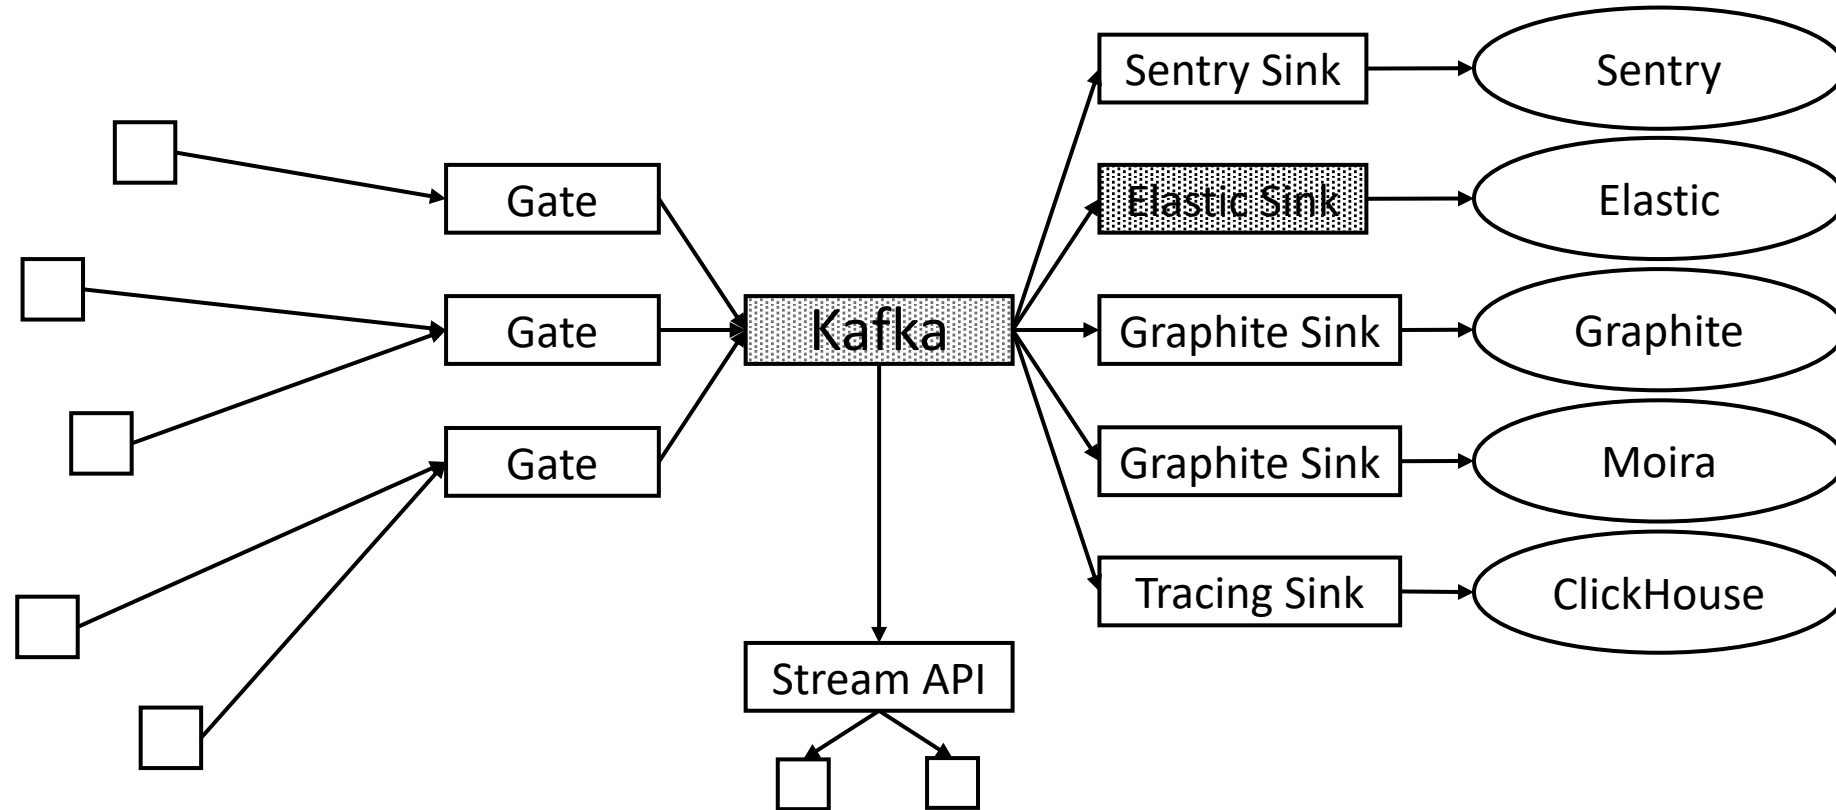 Sentry Sink
Sentry
Gate
Elastic Sink
Elastic
Gate
Kafka
Graphite Sink
Graphite
Gate
Graphite Sink
Moira
Tracing Sink
ClickHouse
Stream API